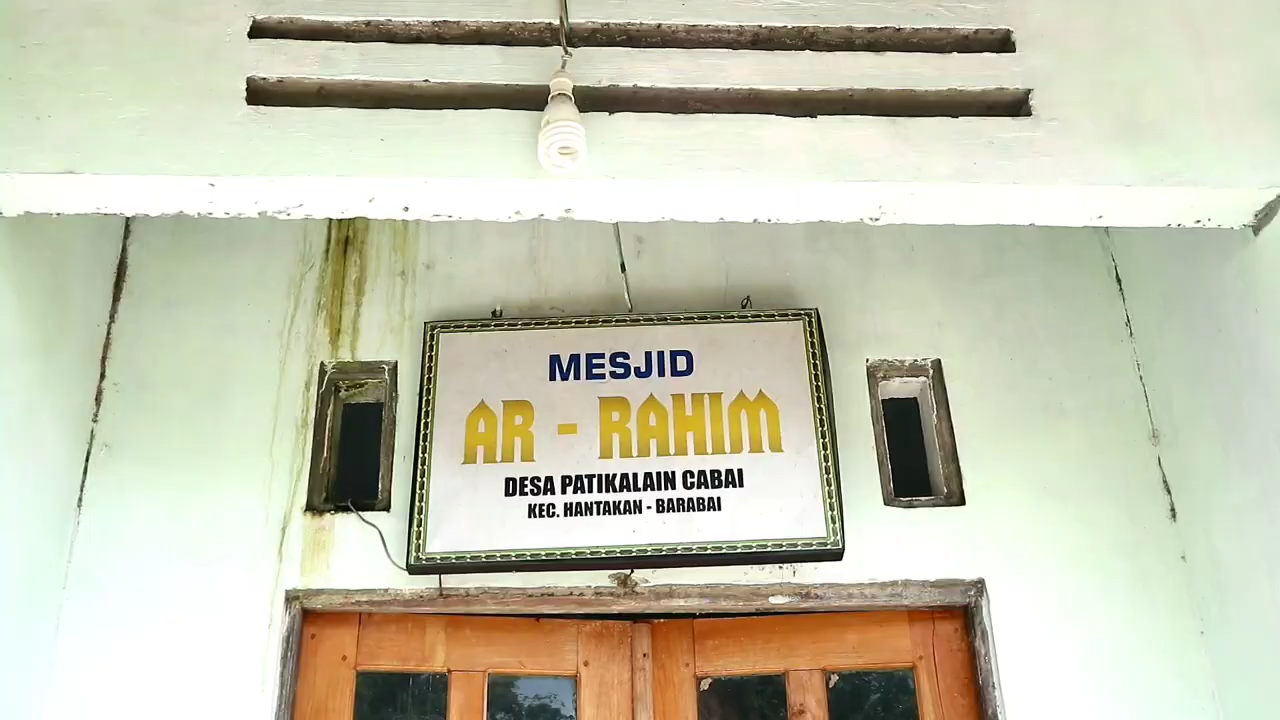 MESJID
AR - RAHIM
DESA PATIKALAIN CABAI
KEC. HANTAKAN - BARABAI